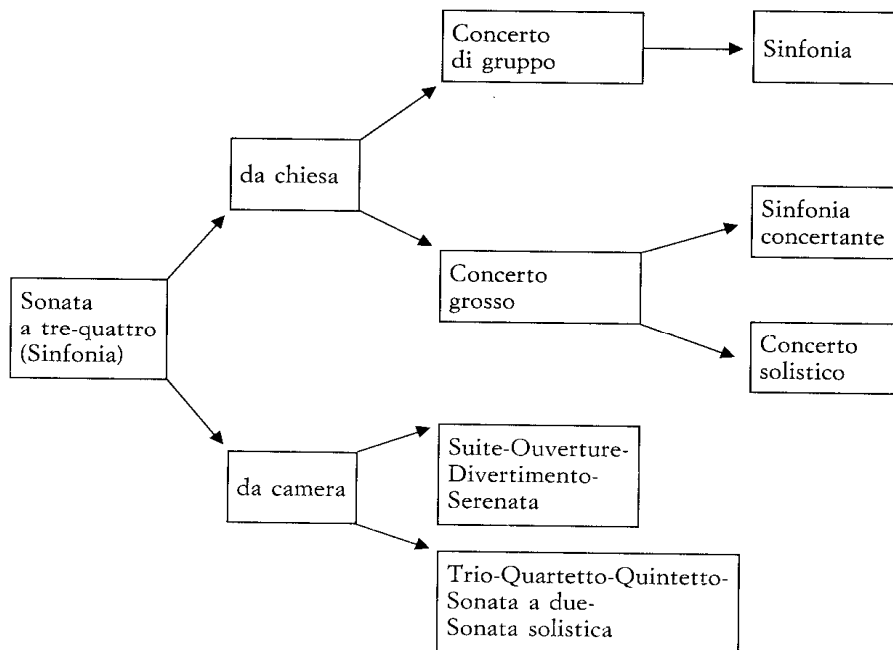 Concerto
di gruppo
Sinfonia
da chiesa
Sinfonia
concertante
Concerto
grosso
Sonata
a tre-quattro
(Sinfonia)
Concerto
solistico
Suite-Ouverture-
Divertimento-
Serenata
da camera
Trio-Quartetto-Quintetto-
Sonata a due-
Sonata solistica